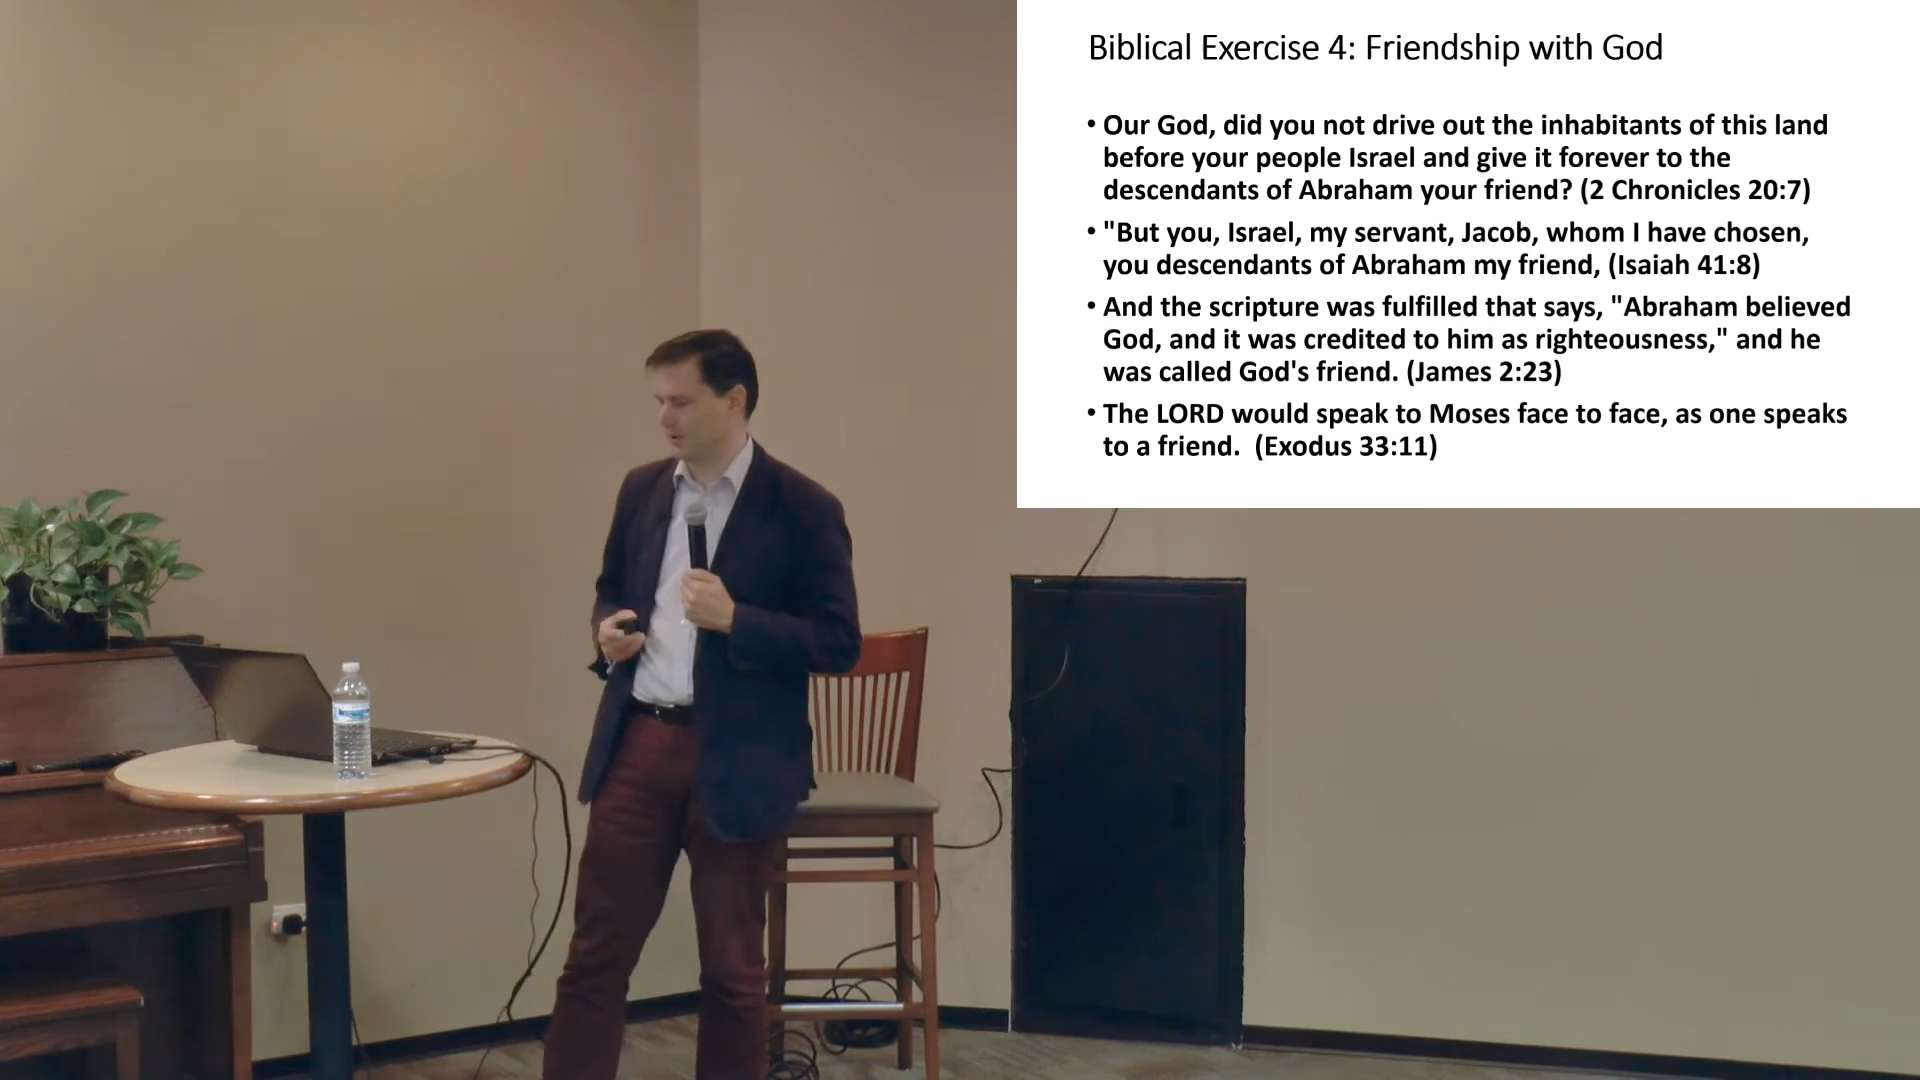 Biblical Exercise 4: Friendship with God
• Our God, did you not drive out the inhabitants of this land
before your people Israel and give it forever to the
descendants of Abraham your friend? (2 Chronicles 20:7)
• "But you, Israel, my servant, Jacob, whom I have chosen,
you descendants of Abraham my friend, (Isaiah 41:8)
• And the scripture was fulfilled that says, "Abraham believed
God, and it was credited to him as righteousness," and he
was called God's friend. (James 2:23)
• The LORD would speak to Moses face to face, as one speaks
to a friend.  (Exodus 33:11)